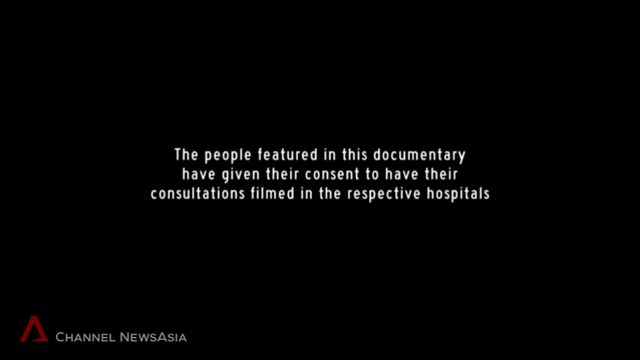 The people featured in this documentary
have given their consent to have their
consultations filmed in the respective hospitals
CHANNEL NEWSASIA